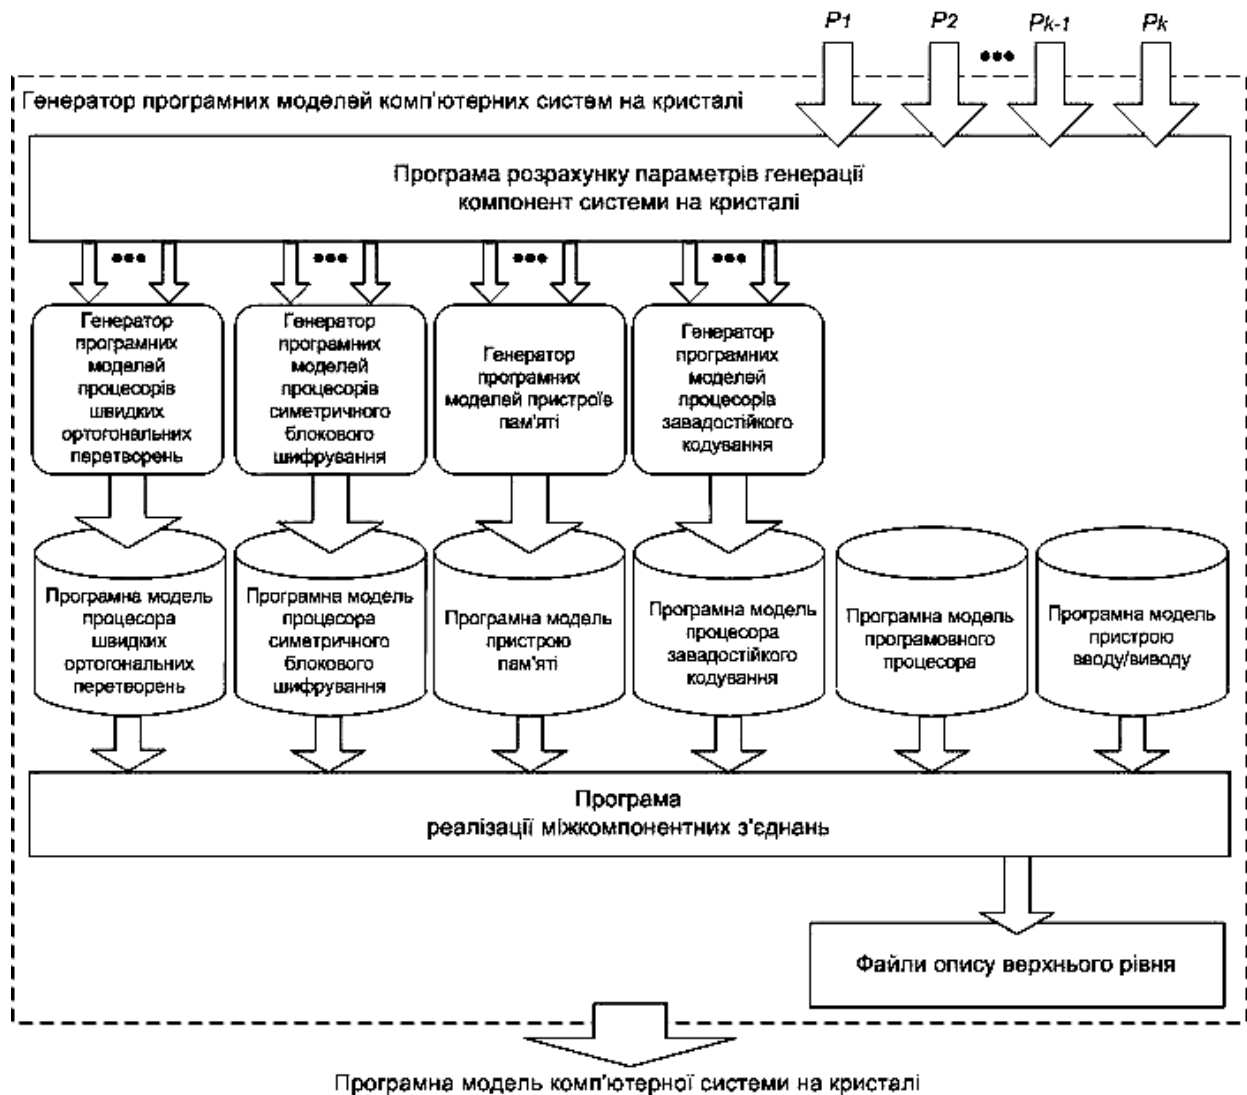 P1 P2 ••• Pk-1 Pk
Генератор програмних моделей комп'ютерних систем на кристалі
Програма розрахунку параметрів генерації
компонент системи на кристалі
••• ••• ••• •••
Генератор
програмних
моделей
процесорів
швидких
ортогональних
перетворень
Генератор
програмних
моделей
процесорів
симетричного
блокового
шифрування
Генератор
програмних
моделей пристроїв
пам'яті
Генератор
програмних
моделей
процесорів
завадостійкого
кодування
Програмна модель
процесора
швидких
ортогональних
перетворень
Програмна модель
процесора
симетричного
блокового
шифрування
Програмна модель
пристрою
пам'яті
Програмна модель
процесора
завадостійкого
кодування
Програмна модель
програмовного
процесора
Програмна модель
пристрою
вводу/виводу
Програма
реалізації міжкомпонентних з'єднань
Файли опису верхнього рівня
Програмна модель комп'ютерної системи на кристалі